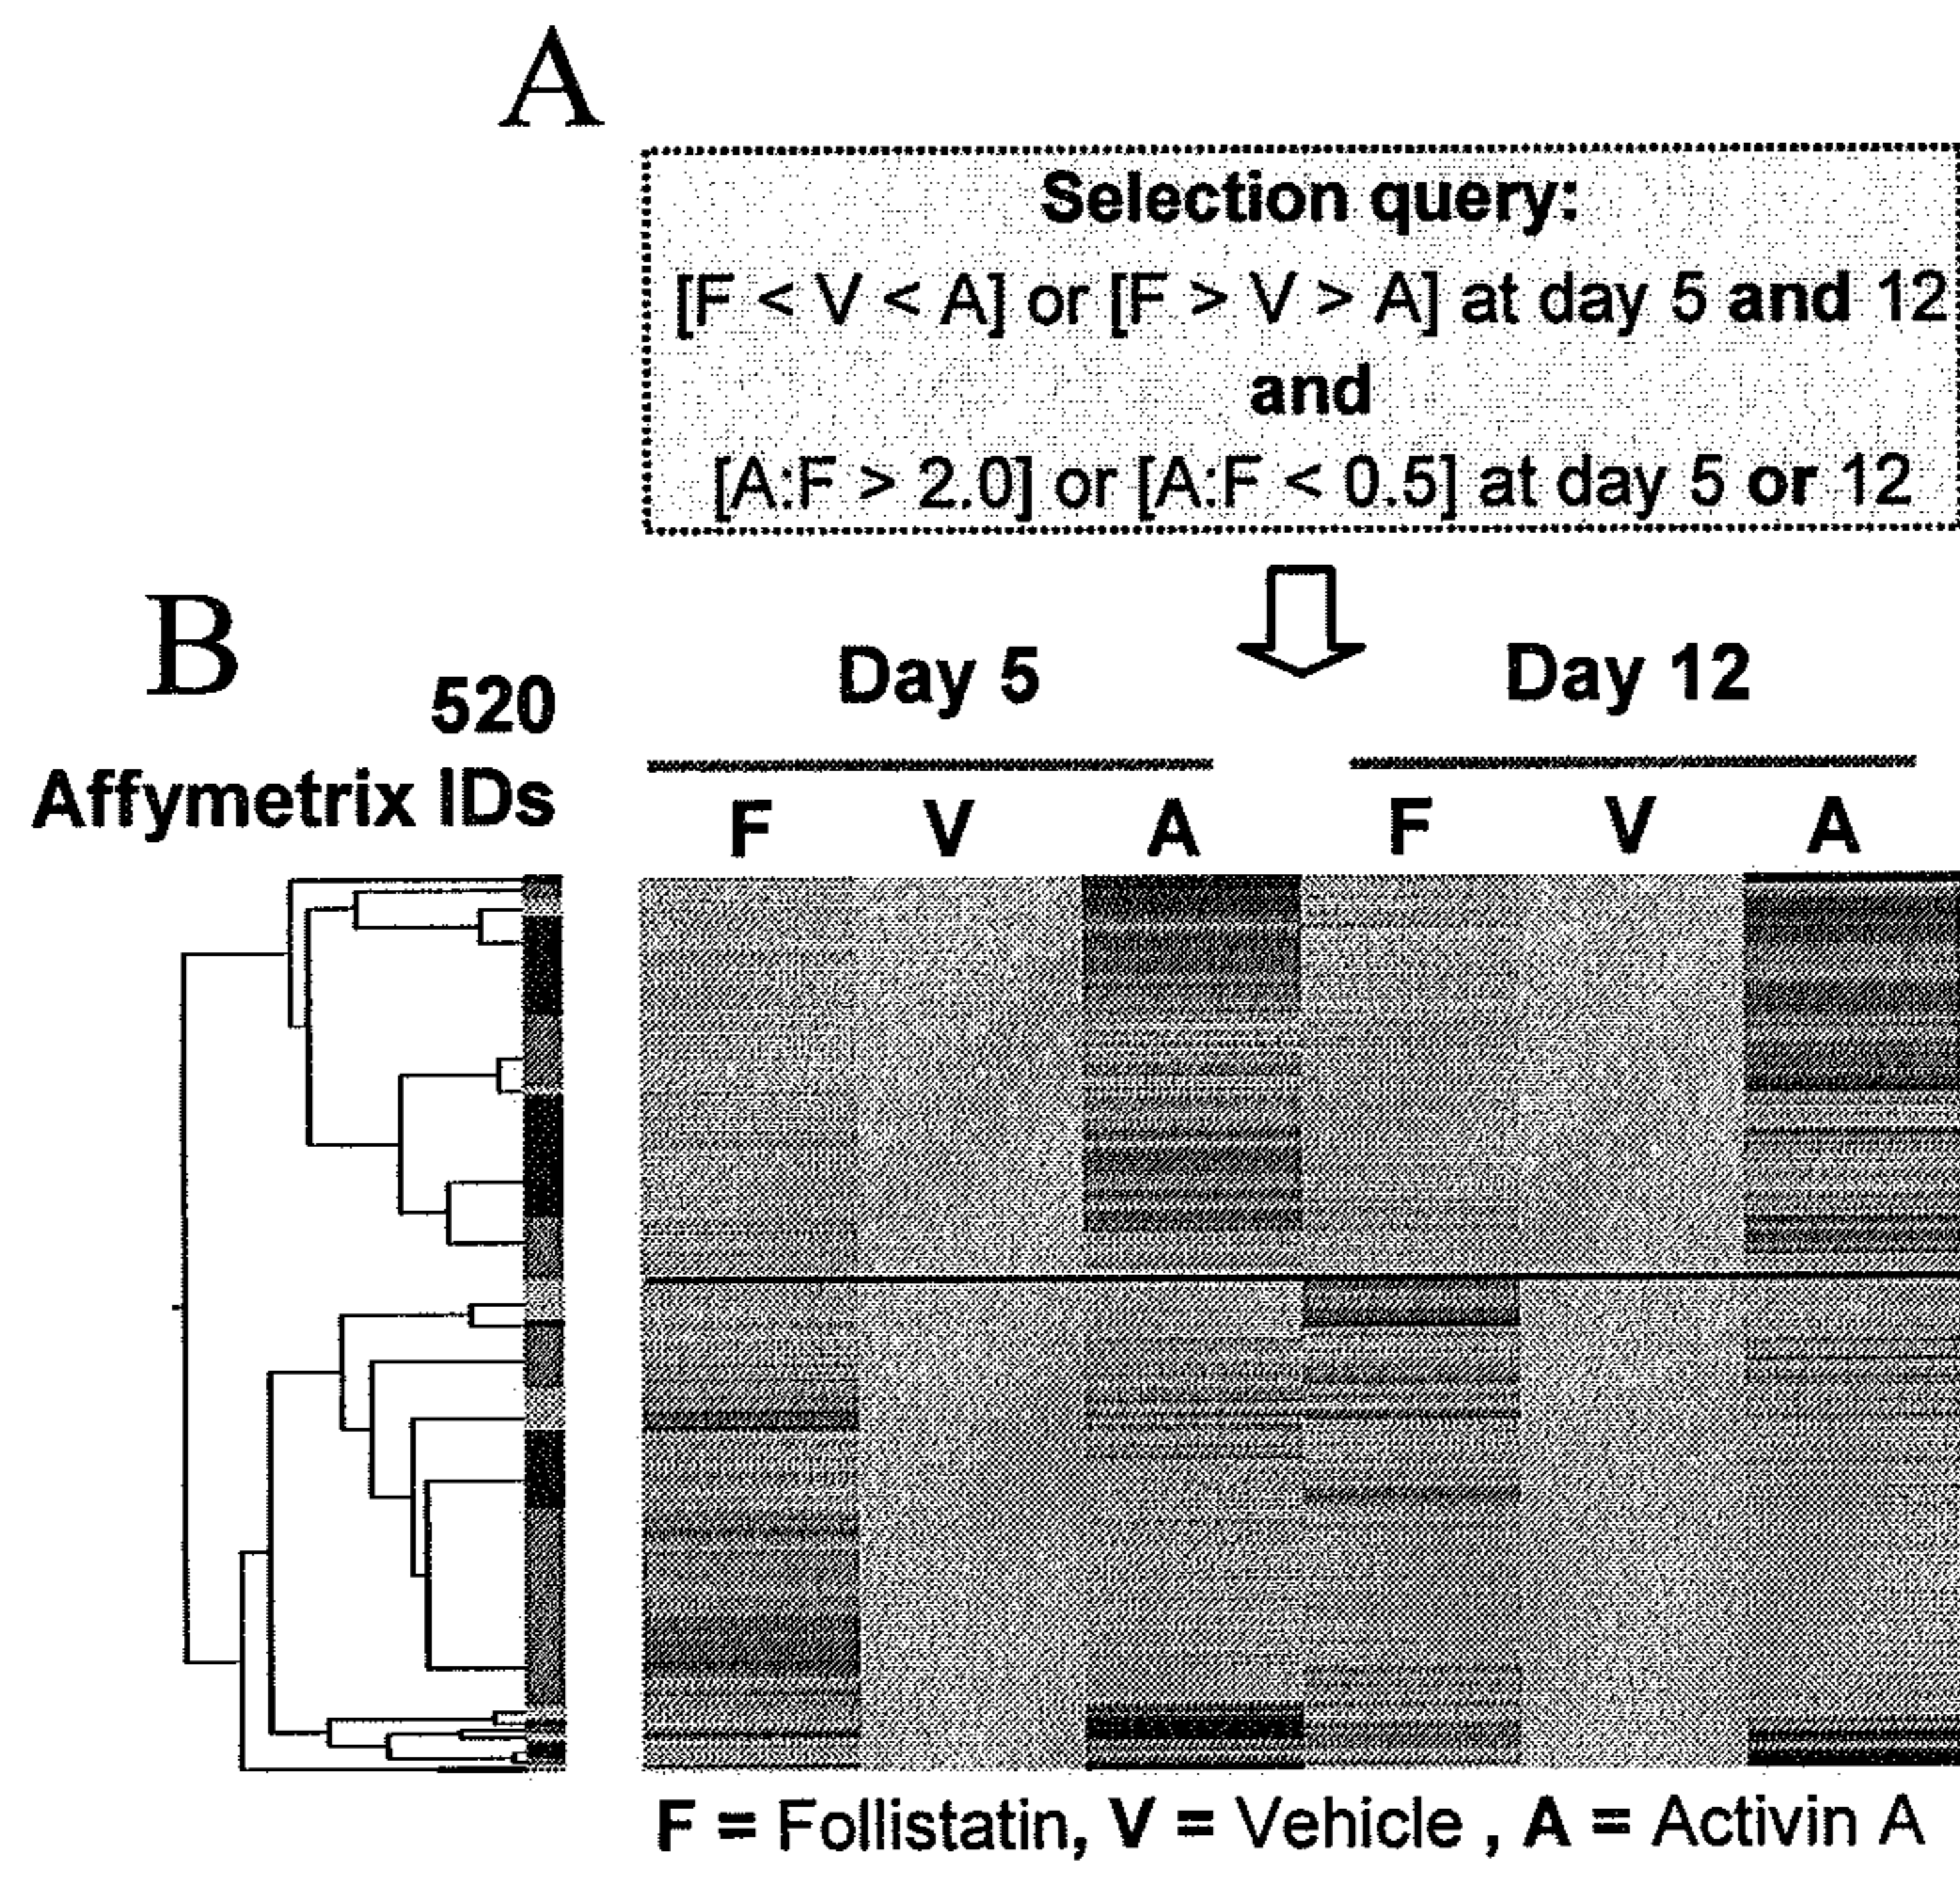 A
Selection query:
[F < V < A] or [F > V > A] at day 5 and 12
and
[A:F > 2.0] or [A:F < 0.5] at day 5 or 12
B
520
Affymetrix IDs
Day 5
Day 12
F V A F V A
F = Follistatin, V = Vehicle , A = Activin A